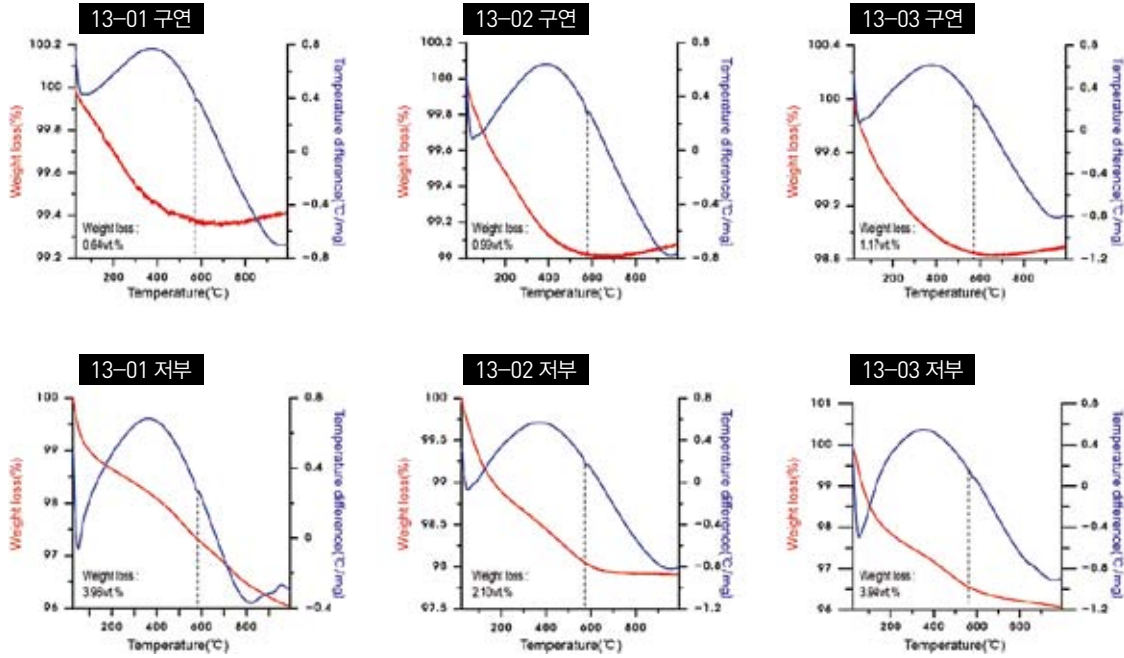 13-01 구연
100.2
100
99.8
99.6
99.4
99.2
0.8
0.4
0
-0.4
-0.8
Weight loss(%)
Temperature difference(℃/mg)
Weight loss :
0.64wt.%
200 400 600 800
Temperature(℃)
13-02 구연
100.2
100
99.8
99.6
99.4
99.2
99
0.8
0.4
0
-0.4
-0.8
Weight loss(%)
Temperature difference(℃/mg)
Weight loss :
0.99wt.%
200 400 600 800
Temperature(℃)
13-03 구연
100.4
100
99.6
99.2
98.8
0.8
0.4
0
-0.4
-0.8
-1.2
Weight loss(%)
Temperature difference(℃/mg)
Weight loss :
1.17wt.%
200 400 600 800
Temperature(℃)
13-01 저부
100
99
98
97
96
0.8
0.4
0
-0.4
Weight loss(%)
Temperature difference(℃/mg)
Weight loss :
3.98wt.%
200 400 600 800
Temperature(℃)
13-02 저부
100
99.5
99
98.5
98
97.5
0.8
0.4
0
-0.4
-0.8
-1.2
Weight loss(%)
Temperature difference(℃/mg)
Weight loss :
2.10wt.%
200 400 600 800
Temperature(℃)
13-03 저부
101
100
99
98
97
96
0.8
0.4
0
-0.4
-0.8
-1.2
Weight loss(%)
Temperature difference(℃/mg)
Weight loss :
3.94wt.%
200 400 600 800
Temperature(℃)